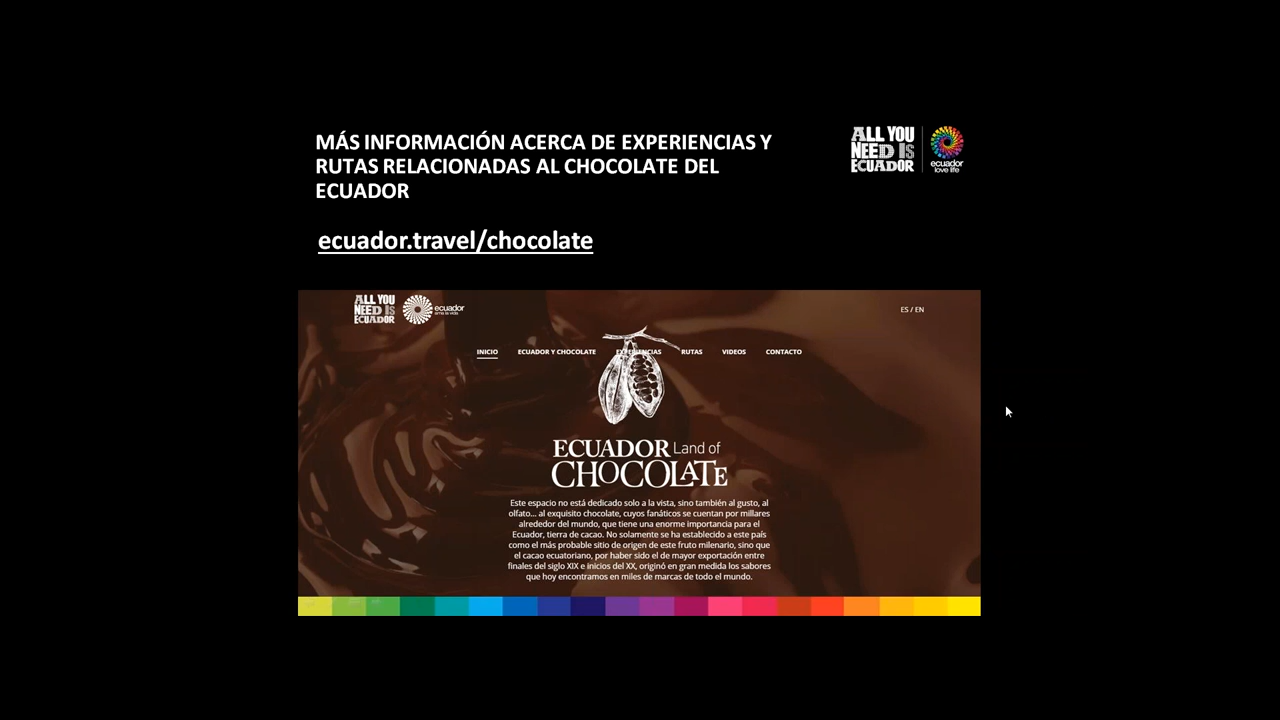 MÁS INFORMACIÓN ACERCA DE EXPERIENCIAS Y
RUTAS RELACIONADAS AL CHOCOLATE DEL
ECUADOR
ALL YOU
NEED IS
ECUADOR
ecuador
love life
ecuador.travel/chocolate
ALL YOU
NEED IS
ECUADOR
ecuador
ama la vida
ES / EN
INICIO ECUADOR Y CHOCOLATE EXPERIENCIAS RUTAS VIDEOS CONTACTO
ECUADOR Land of
CHOCOLATE
Este espacio no está dedicado solo a la vista, sino también al gusto, al
olfato... al exquisito chocolate, cuyos fanáticos se cuentan por millares
alrededor del mundo, que tiene una enorme importancia para el
Ecuador, tierra de cacao. No solamente se ha establecido a este país
como el más probable sitio de origen de este fruto milenario, sino que
el cacao ecuatoriano, por haber sido el de mayor exportación entre
finales del siglo XIX e inicios del XX, originó en gran medida los sabores
que hoy encontramos en miles de marcas de todo el mundo.